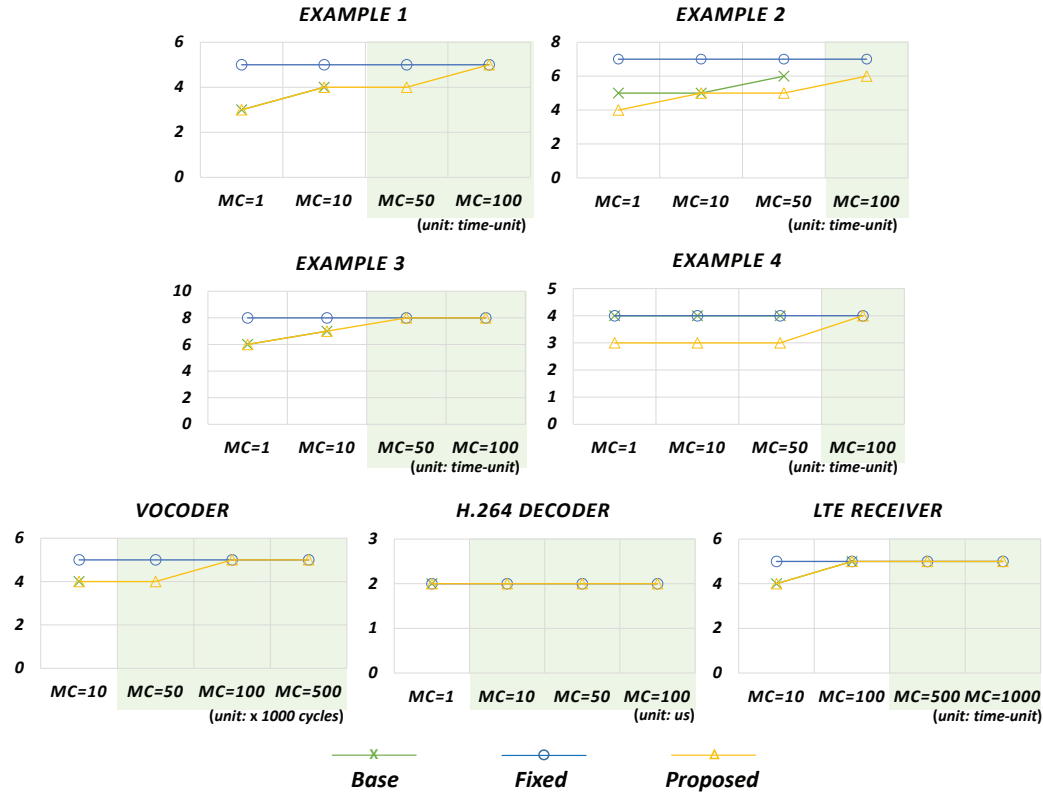 EXAMPLE 1
6
4
2
0
MC=1 MC=10 MC=50 MC=100
(unit: time-unit)
EXAMPLE 2
8
6
4
2
0
MC=1 MC=10 MC=50 MC=100
(unit: time-unit)
EXAMPLE 3
10
8
6
4
2
0
MC=1 MC=10 MC=50 MC=100
(unit: time-unit)
EXAMPLE 4
5
4
3
2
1
0
MC=1 MC=10 MC=50 MC=100
(unit: time-unit)
VOCODER
6
4
2
0
MC=10 MC=50 MC=100 MC=500
(unit: x 1000 cycles)
H.264 DECODER
3
2
1
0
MC=1 MC=10 MC=50 MC=100
(unit: us)
LTE RECEIVER
6
4
2
0
MC=10 MC=100 MC=500 MC=1000
(unit: time-unit)
Base Fixed Proposed